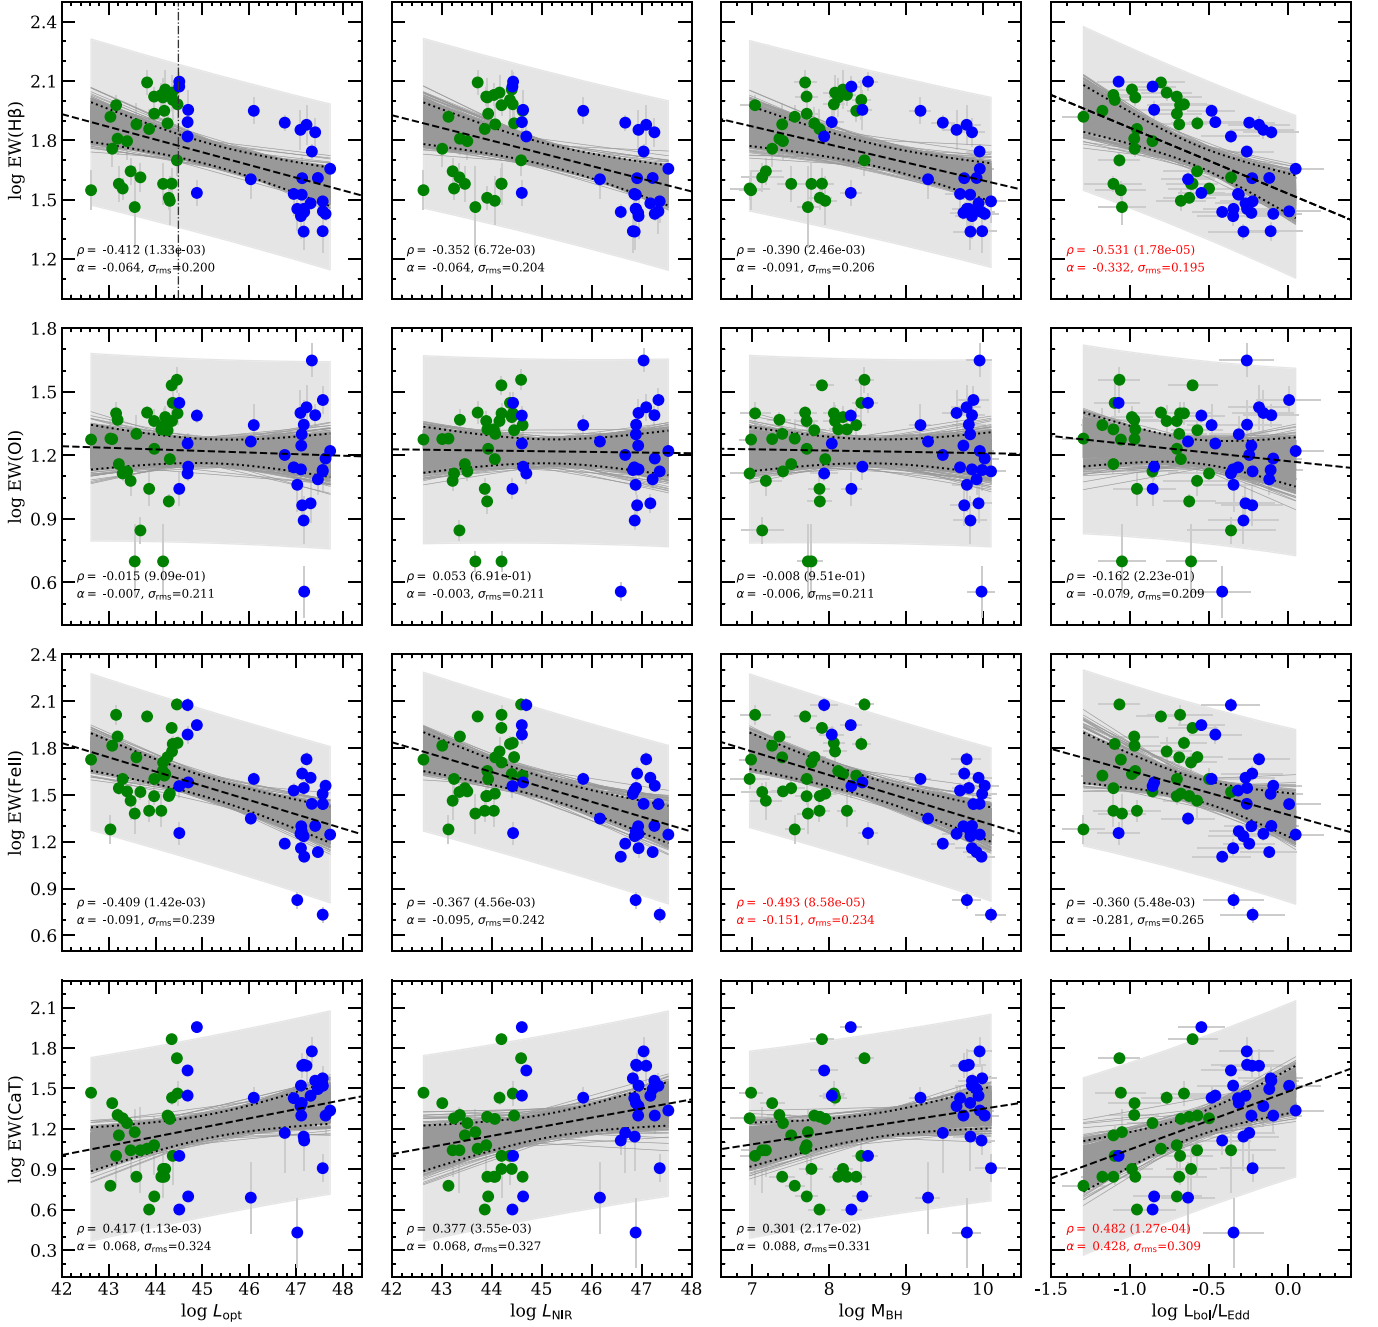 log EW(Hβ)
2.4
2.1
1.8
1.5
1.2
ρ = -0.412 (1.33e-03)
α = -0.064, σrms=0.200
ρ = -0.352 (6.72e-03)
α = -0.064, σrms=0.204
ρ = -0.390 (2.46e-03)
α = -0.091, σrms=0.206
ρ = -0.531 (1.78e-05)
α = -0.332, σrms=0.195
log EW(OI)
1.8
1.5
1.2
0.9
0.6
ρ = -0.015 (9.09e-01)
α = -0.007, σrms=0.211
ρ = 0.053 (6.91e-01)
α = -0.003, σrms=0.211
ρ = -0.008 (9.51e-01)
α = -0.006, σrms=0.211
ρ = -0.162 (2.23e-01)
α = -0.079, σrms=0.209
log EW(FeII)
2.4
2.1
1.8
1.5
1.2
0.9
0.6
ρ = -0.409 (1.42e-03)
α = -0.091, σrms=0.239
ρ = -0.367 (4.56e-03)
α = -0.095, σrms=0.242
ρ = -0.493 (8.58e-05)
α = -0.151, σrms=0.234
ρ = -0.360 (5.48e-03)
α = -0.281, σrms=0.265
log EW(CaT)
2.1
1.8
1.5
1.2
0.9
0.6
0.3
ρ = 0.417 (1.13e-03)
α = 0.068, σrms=0.324
ρ = 0.377 (3.55e-03)
α = 0.068, σrms=0.327
ρ = 0.301 (2.17e-02)
α = 0.088, σrms=0.331
ρ = 0.482 (1.27e-04)
α = 0.428, σrms=0.309
42 43 44 45 46 47 48
42 43 44 45 46 47 48
7 8 9 10
-1.5 -1.0 -0.5 0.0
log Lopt
log LNIR
log MBH
log Lbol/LEdd